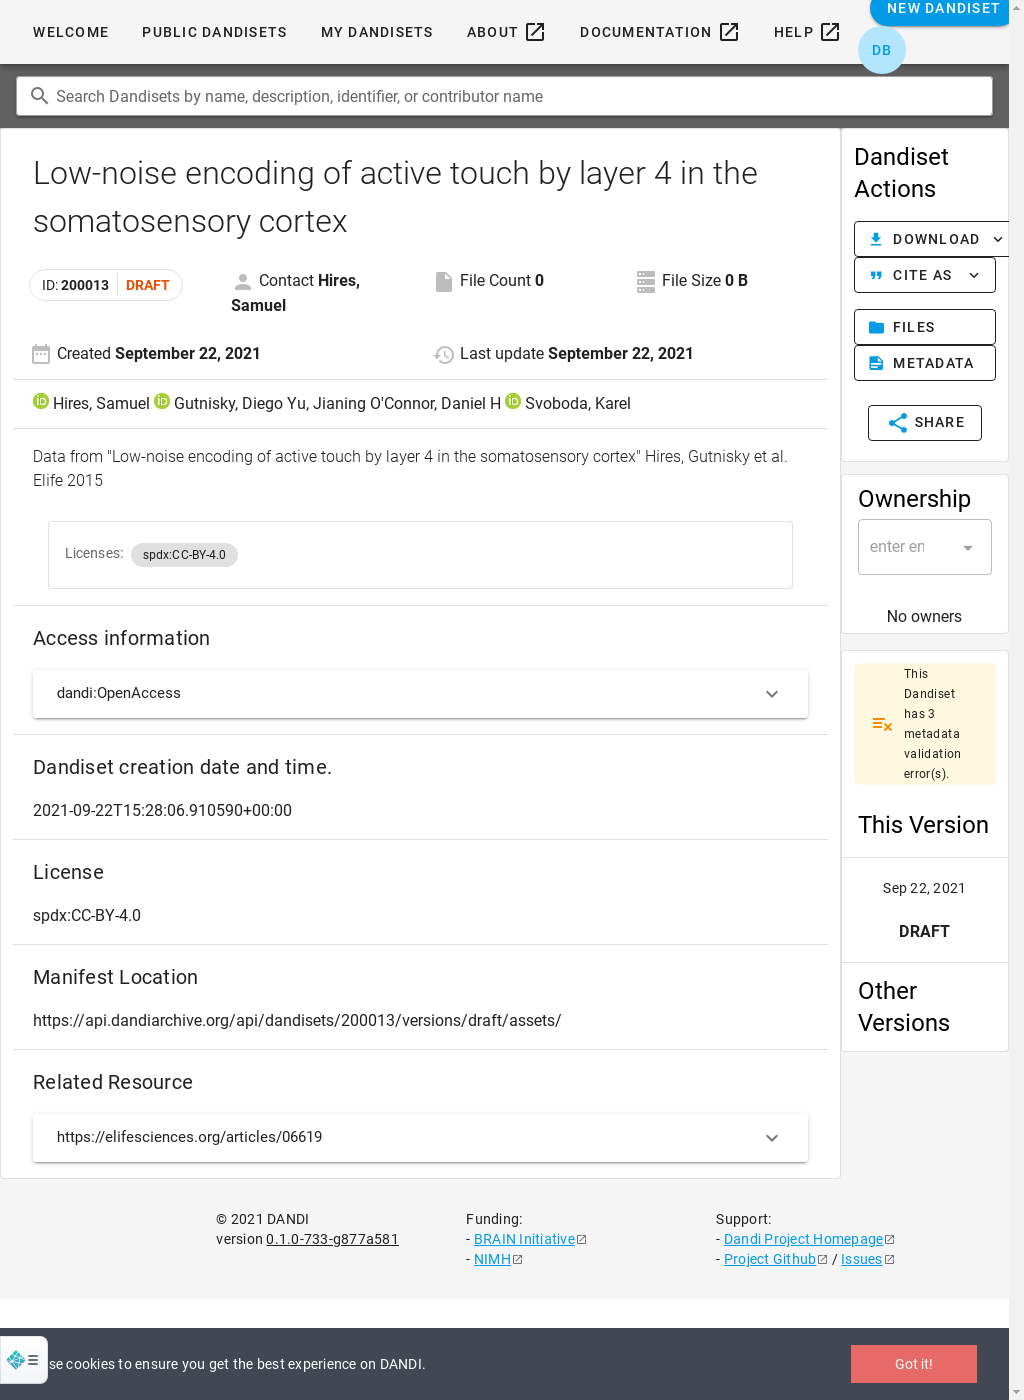 WELCOME PUBLIC DANDISETS MY DANDISETS ABOUT DOCUMENTATION HELP NEW DANDISET
DB
Search Dandisets by name, description, identifier, or contributor name
Low-noise encoding of active touch by layer 4 in the
somatosensory cortex
ID: 200013 DRAFT
Contact Hires,
Samuel
File Count 0
File Size 0 B
Created September 22, 2021
Last update September 22, 2021
Hires, Samuel Gutnisky, Diego Yu, Jianing O'Connor, Daniel H Svoboda, Karel
Data from "Low-noise encoding of active touch by layer 4 in the somatosensory cortex" Hires, Gutnisky et al.
Elife 2015
Licenses: spdx:CC-BY-4.0
Access information
dandi:OpenAccess
Dandiset creation date and time.
2021-09-22T15:28:06.910590+00:00
License
spdx:CC-BY-4.0
Manifest Location
https://api.dandiarchive.org/api/dandisets/200013/versions/draft/assets/
Related Resource
https://elifesciences.org/articles/06619
Dandiset
Actions
DOWNLOAD
CITE AS
FILES
METADATA
SHARE
Ownership
enter en
No owners
This
Dandiset
has 3
metadata
validation
error(s).
This Version
Sep 22, 2021
DRAFT
Other
Versions
© 2021 DANDI
version 0.1.0-733-g877a581
Funding:
- BRAIN Initiative
- NIMH
Support:
- Dandi Project Homepage
- Project Github / Issues
se cookies to ensure you get the best experience on DANDI.
Got it!